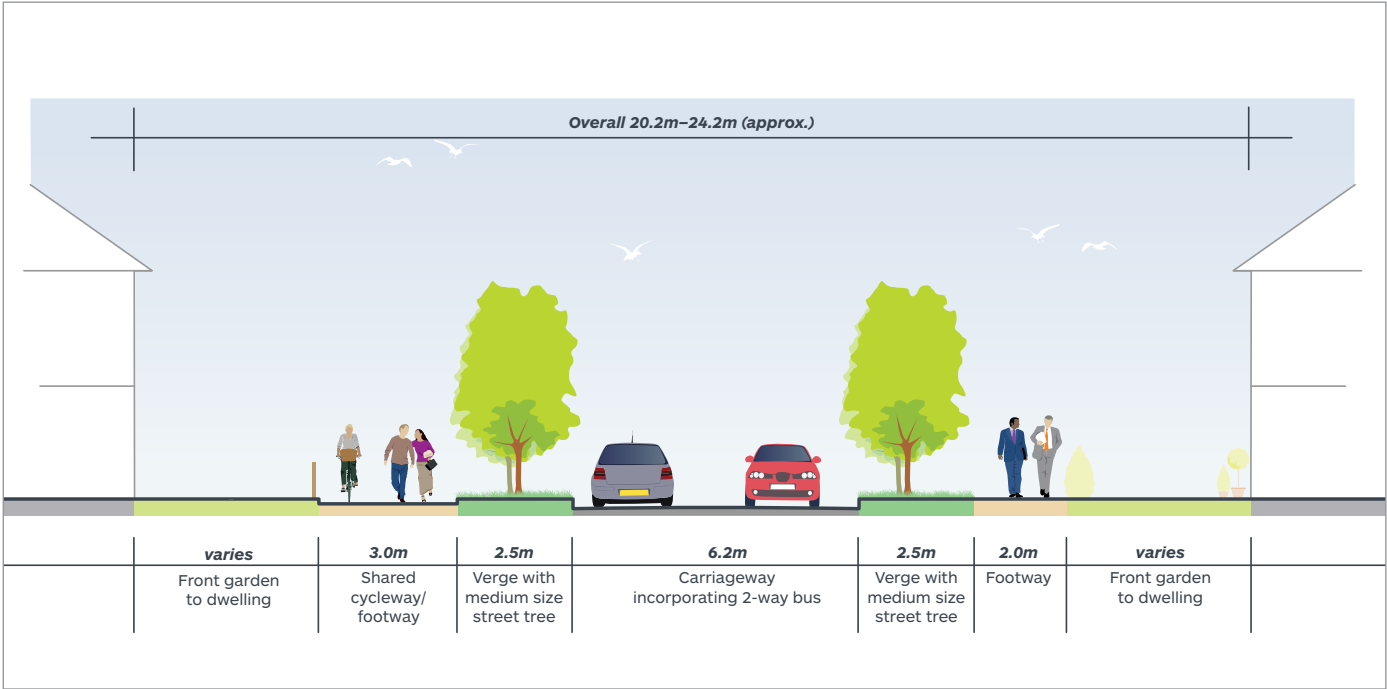 Overall 20.2m–24.2m (approx.)
varies
Front garden
to dwelling
3.0m
Shared
cycleway/
footway
2.5m
Verge with
medium size
street tree
6.2m
Carriageway
incorporating 2-way bus
2.5m
Verge with
medium size
street tree
2.0m
Footway
varies
Front garden
to dwelling